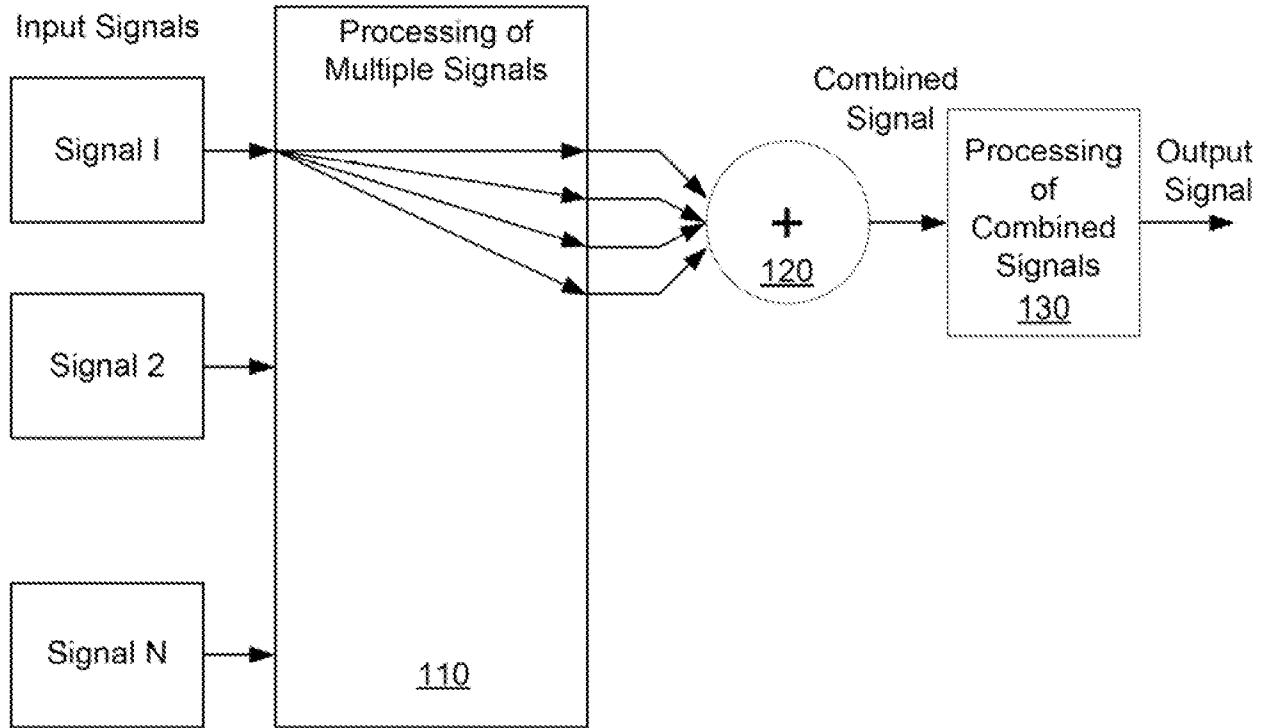 Input Signals
Processing of
Multiple Signals
Signal I
Signal 2
Signal N
110
+
120
Combined
Signal
Processing
of
Combined
Signals
130
Output
Signal